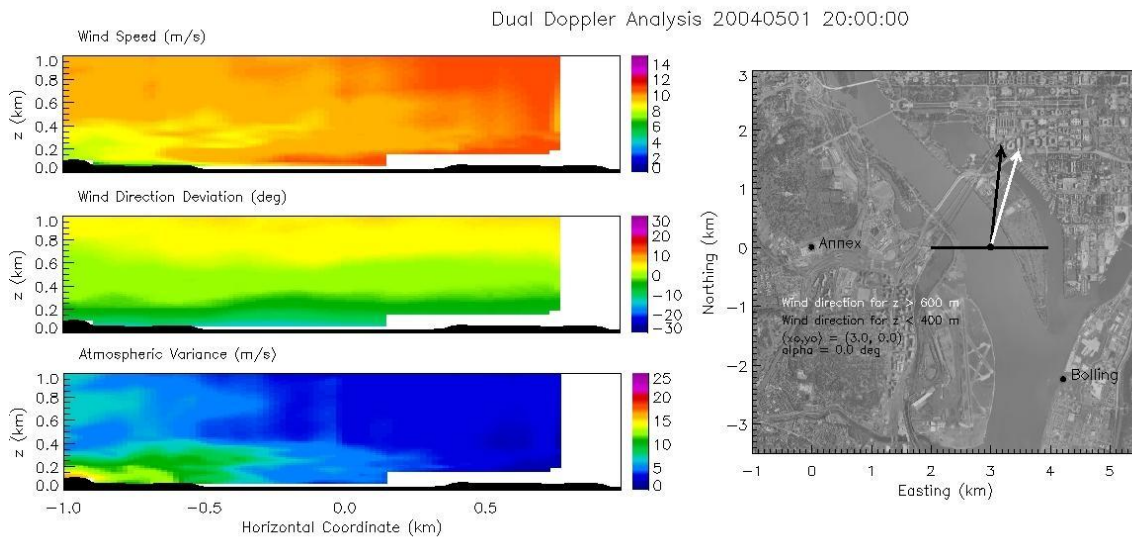 Dual Doppler Analysis 20040501 20:00:00
Wind Speed (m/s)
1.0
0.8
0.6
0.4
0.2
0.0
z (km)
14
12
10
8
6
4
2
0
Wind Direction Deviation (deg)
1.0
0.8
0.6
0.4
0.2
0.0
z (km)
30
20
10
0
-10
-20
-30
Atmospheric Variance (m/s)
1.0
0.8
0.6
0.4
0.2
0.0
z (km)
25
20
15
10
5
0
-1.0 -0.5 0.0 0.5
Horizontal Coordinate (km)
3
2
1
0
-1
-2
-3
Northing (km)
Annex
Wind direction for z > 600 m
Wind direction for z < 400 m
(xo,yo) = (3.0, 0.0)
alpha = 0.0 deg
Bolling
-1 0 1 2 3 4 5
Easting (km)